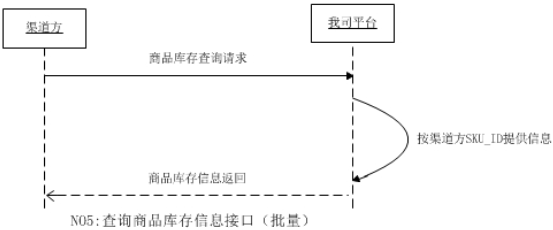 渠道方
我司平台
商品库存查询请求
按渠道方SKU_ID提供信息
商品库存信息返回
NO5:查询商品库存信息接口（批量）